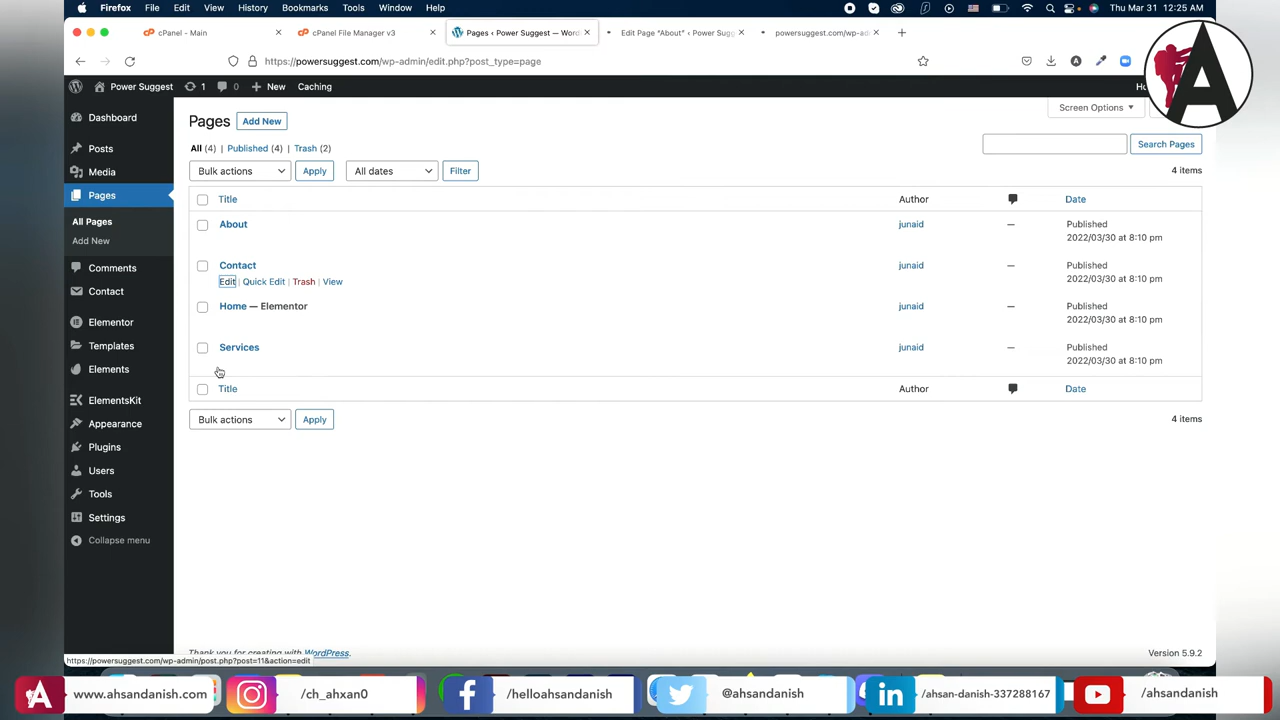 Firefox File Edit View History Bookmarks Tools Window Help
Thu Mar 31 12:25 AM
cPanel - Main
cPanel File Manager v3
Pages ‹ Power Suggest — Wor
Edit Page "About" ‹ Power Sug
powersuggest.com/wp-ad
https://powersuggest.com/wp-admin/edit.php?post_type=page
Power Suggest 1 0 New Caching
Screen Options
Dashboard
Posts
Media
Pages
All Pages
Add New
Comments
Contact
Elementor
Templates
Elements
ElementsKit
Appearance
Plugins
Users
Tools
Settings
Collapse menu
Pages Add New
All (4) | Published (4) | Trash (2)
Search Pages
Bulk actions Apply All dates Filter
4 items
Title Author Date
About junaid — Published
2022/03/30 at 8:10 pm
Contact junaid — Published
2022/03/30 at 8:10 pm
Edit | Quick Edit | Trash | View
Home — Elementor junaid — Published
2022/03/30 at 8:10 pm
Services junaid — Published
2022/03/30 at 8:10 pm
Title Author Date
Bulk actions Apply
4 items
Thank you for creating with WordPress.
Version 5.9.2
https://powersuggest.com/wp-admin/post.php?post=11&action=edit
www.ahsandanish.com
/ch_ahxan0
/helloahsandanish
@ahsandanish
/ahsan-danish-337288167
/ahsandanish